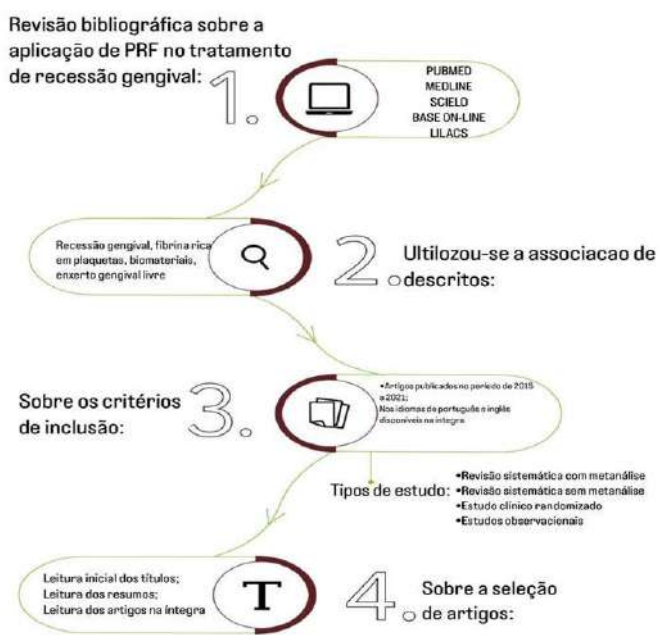 Revisão bibliográfica sobre a
aplicação de PRF no tratamento
de recessão gengival:
1.
PUBMED
MEDLINE
SCIELO
BASE ON-LINE
LILACS
Recessão gengival, fibrina rica
em plaquetas, biomateriais,
enxerto gengival livre
2.
Ultilozou-se a associacao de
descritos:
Sobre os critérios
de inclusão:
3.
•Artigos publicados no período de 2015
a 2021;
Nos idiomas de português e inglês
disponíveis na íntegra
Tipos de estudo:
•Revisão sistemática com metanálise
•Revisão sistemática sem metanálise
•Estudo clínico randomizado
•Estudos observacionais
Leitura inicial dos títulos;
Leitura dos resumos;
Leitura dos artigos na íntegra
T
4.
Sobre a seleção
de artigos: